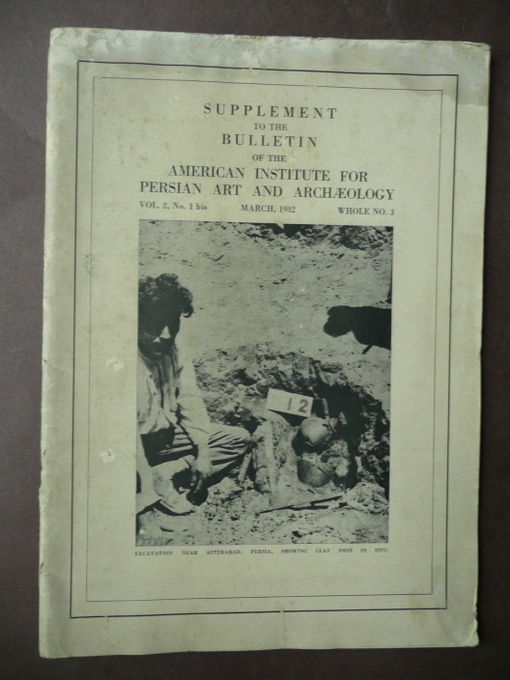 SUPPLEMENT
TO THE
BULLETIN
OF THE
AMERICAN INSTITUTE FOR
PERSIAN ART AND ARCHÆOLOGY
VOL. 2, No. 1 bis MARCH, 1932 WHOLE NO. 3
12
EXCAVATION NEAR ASTERABAD, PERSIA, SHOWING CLAY POTS IN SITU.